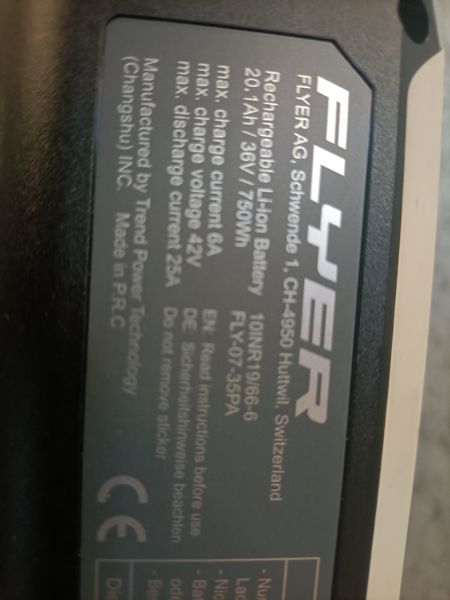 FLYER
FLYER AG, Schwende 1, CH-4950 Huttwil, Switzerland
Rechargeable Li-Ion Battery 10INR19/66-6
20.1Ah / 36V / 750Wh FLY-07-35PA
max. charge current 6A
max. charge voltage 42V
max. discharge current 25A
EN: Read instructions before use
DE: Sicherheitshinweise beachten
Do not remove sticker
Manufactured by Trend Power Technology
(Changshu) INC. Made in P.R.C
CE